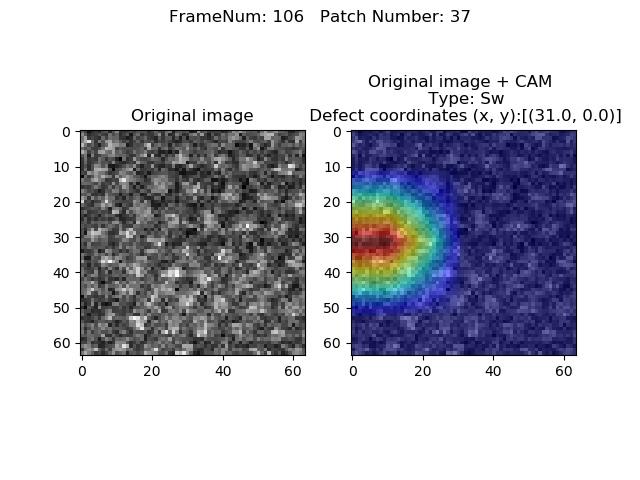 FrameNum: 106   Patch Number: 37
Original image
0
10
20
30
40
50
60
0 20 40 60
Original image + CAM
Type: Sw
Defect coordinates (x, y):[(31.0, 0.0)]
0
10
20
30
40
50
60
0 20 40 60